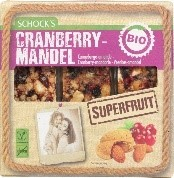 SCHOCK'S
CRANBERRY-
MANDEL
BIO
SUPERFRUIT